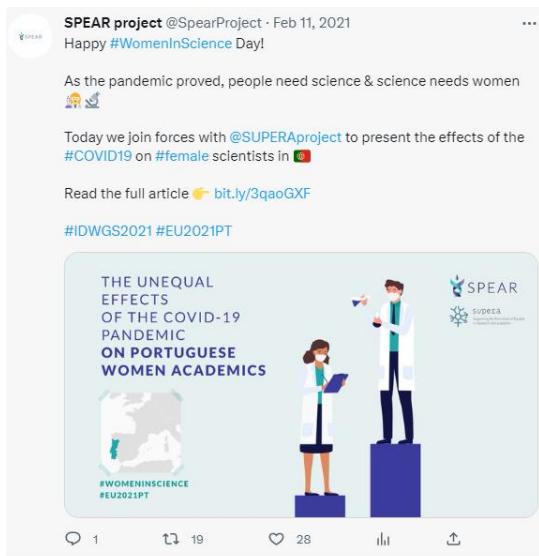 SPEAR
SPEAR project @SpearProject · Feb 11, 2021
Happy #WomenInScience Day!
As the pandemic proved, people need science & science needs women
Today we join forces with @SUPERAproject to present the effects of the
#COVID19 on #female scientists in
Read the full article 👉 bit.ly/3qaoGXF
#IDWGS2021 #EU2021PT
THE UNEQUAL
EFFECTS
OF THE COVID-19
PANDEMIC
ON PORTUGUESE
WOMEN ACADEMICS
#WOMENINSCIENCE
#EU2021PT
SPEAR
supera
1
19
28